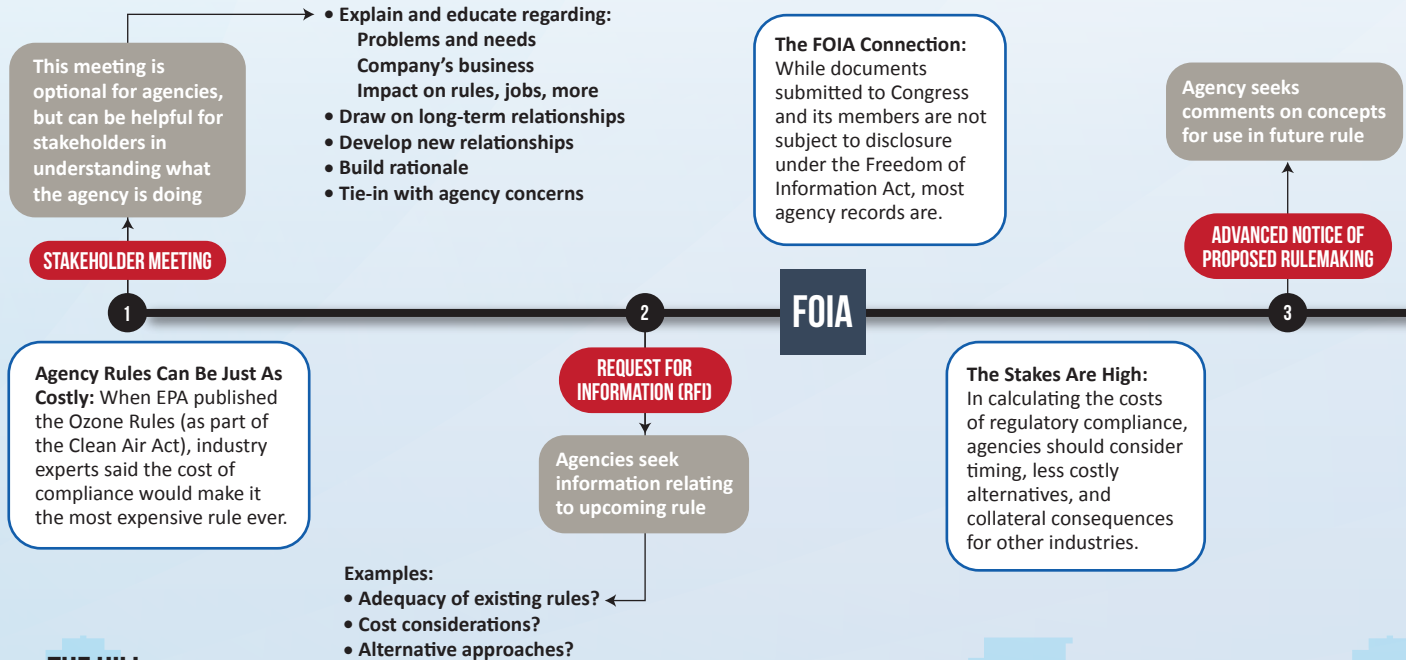 • Explain and educate regarding:
Problems and needs
Company's business
Impact on rules, jobs, more
• Draw on long-term relationships
• Develop new relationships
• Build rationale
• Tie-in with agency concerns
This meeting is
optional for agencies,
but can be helpful for
stakeholders in
understanding what
the agency is doing
STAKEHOLDER MEETING
1
Agency Rules Can Be Just As
Costly: When EPA published
the Ozone Rules (as part of
the Clean Air Act), industry
experts said the cost of
compliance would make it
the most expensive rule ever.
2
REQUEST FOR
INFORMATION (RFI)
Agencies seek
information relating
to upcoming rule
Examples:
• Adequacy of existing rules?
• Cost considerations?
• Alternative approaches?
The FOIA Connection:
While documents
submitted to Congress
and its members are not
subject to disclosure
under the Freedom of
Information Act, most
agency records are.
FOIA
The Stakes Are High:
In calculating the costs
of regulatory compliance,
agencies should consider
timing, less costly
alternatives, and
collateral consequences
for other industries.
Agency seeks
comments on concepts
for use in future rule
ADVANCED NOTICE OF
PROPOSED RULEMAKING
3
THE HILL